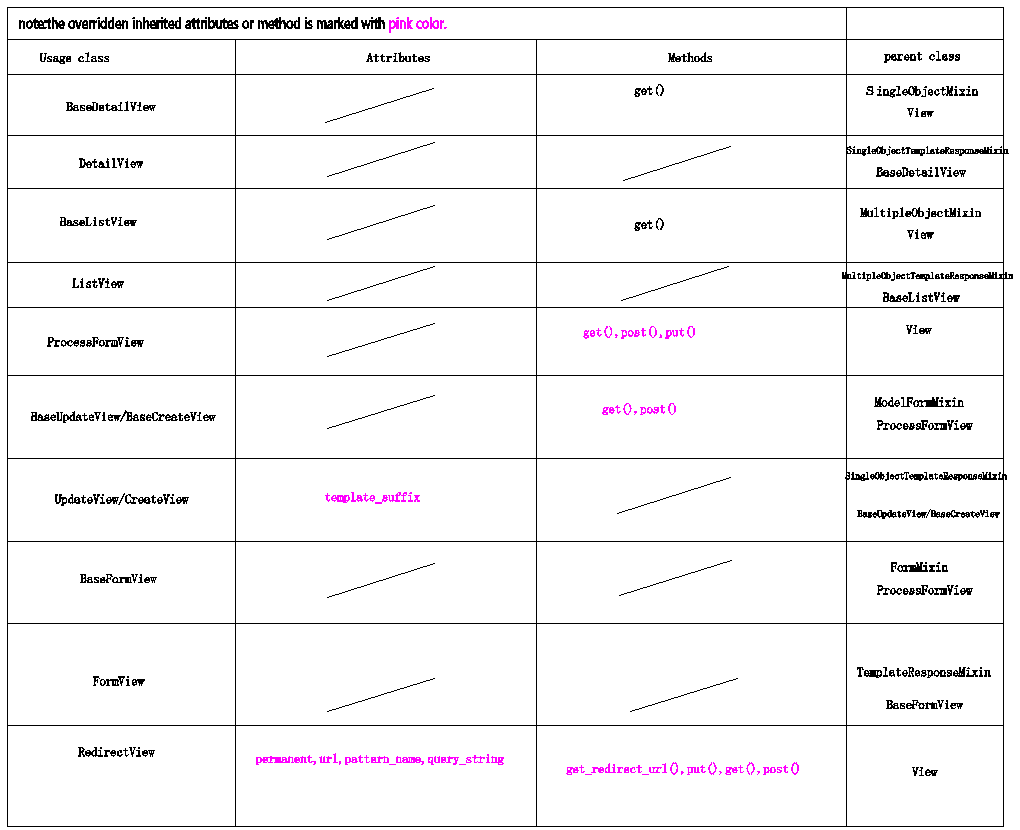 note:the overridden inherited attributes or method is marked with pink color.
Usage class Attributes Methods parent class
BaseDetailView get() SingleObjectMixin
View
DetailView SingleObjectTemplateResponseMixin
BaseDetailView
BaseListView get() MultipleObjectMixin
View
ListView MultipleObjectTemplateResponseMixin
BaseListView
ProcessFormView get(),post(),put() View
BaseUpdateView/BaseCreateView get(),post() ModelFormMixin
ProcessFormView
UpdateView/CreateView template_suffix SingleObjectTemplateResponseMixin
BaseUpdateView/BaseCreateView
BaseFormView FormMixin
ProcessFormView
FormView TemplateResponseMixin
BaseFormView
RedirectView permanent,url,pattern_name,query_string get_redirect_url(),put(),get(),post() View